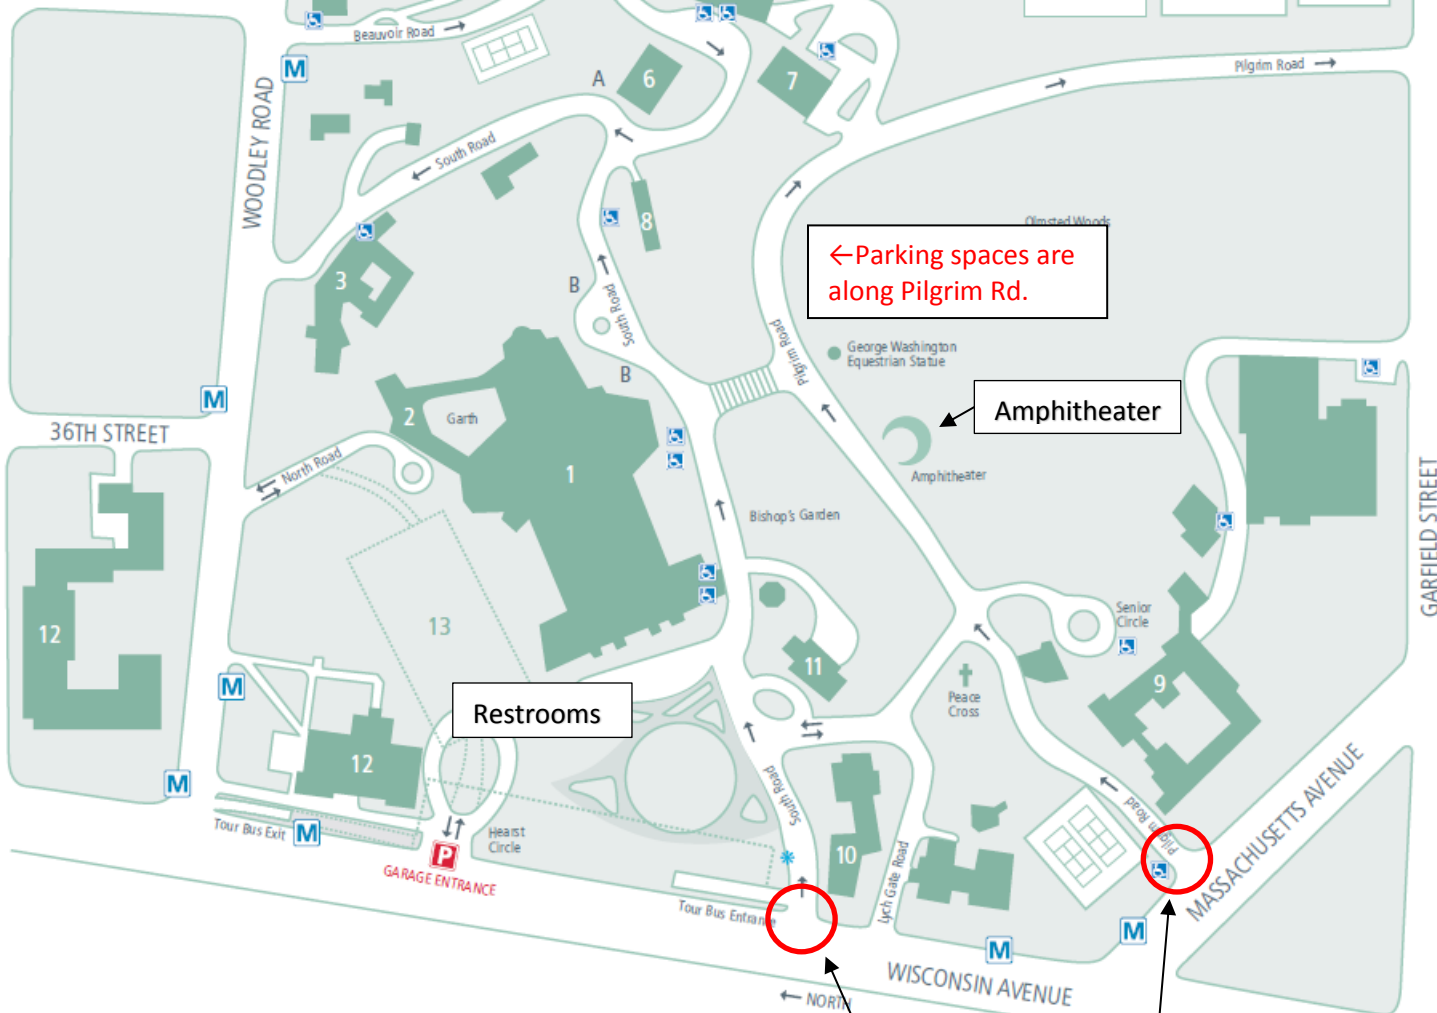 Beauvoir Road →
M
WOODLEY ROAD
A
6
7
Pilgrim Road →
South Road
8
Olmsted Woods
←Parking spaces are
along Pilgrim Rd.
3
B
South Road
B
Pilgrim Road
George Washington
Equestrian Statue
M
2
Garth
Amphitheater
36TH STREET
North Road
1
Amphitheater
Bishop's Garden
GARFIELD STREET
12
13
Senior
Circle
11
9
M
Restrooms
Peace
Cross
12
M
South Road
Pilgrim Road
MASSACHUSETTS AVENUE
Tour Bus Exit
M
Hearst
Circle
P
GARAGE ENTRANCE
10
Lych Gate Road
Tour Bus Entrance
M
M
WISCONSIN AVENUE
← NORTH